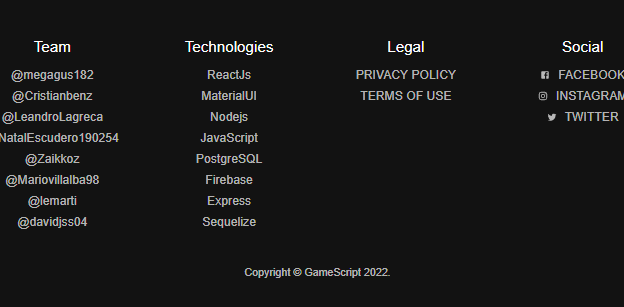 Team
@megagus182
@Cristianbenz
@LeandroLagreca
NatalEscudero190254
@Zaikkoz
@Mariovillalba98
@lemarti
@davidjss04
Technologies
ReactJs
MaterialUI
Nodejs
JavaScript
PostgreSQL
Firebase
Express
Sequelize
Legal
PRIVACY POLICY
TERMS OF USE
Social
FACEBOOK
INSTAGRAM
TWITTER
Copyright © GameScript 2022.